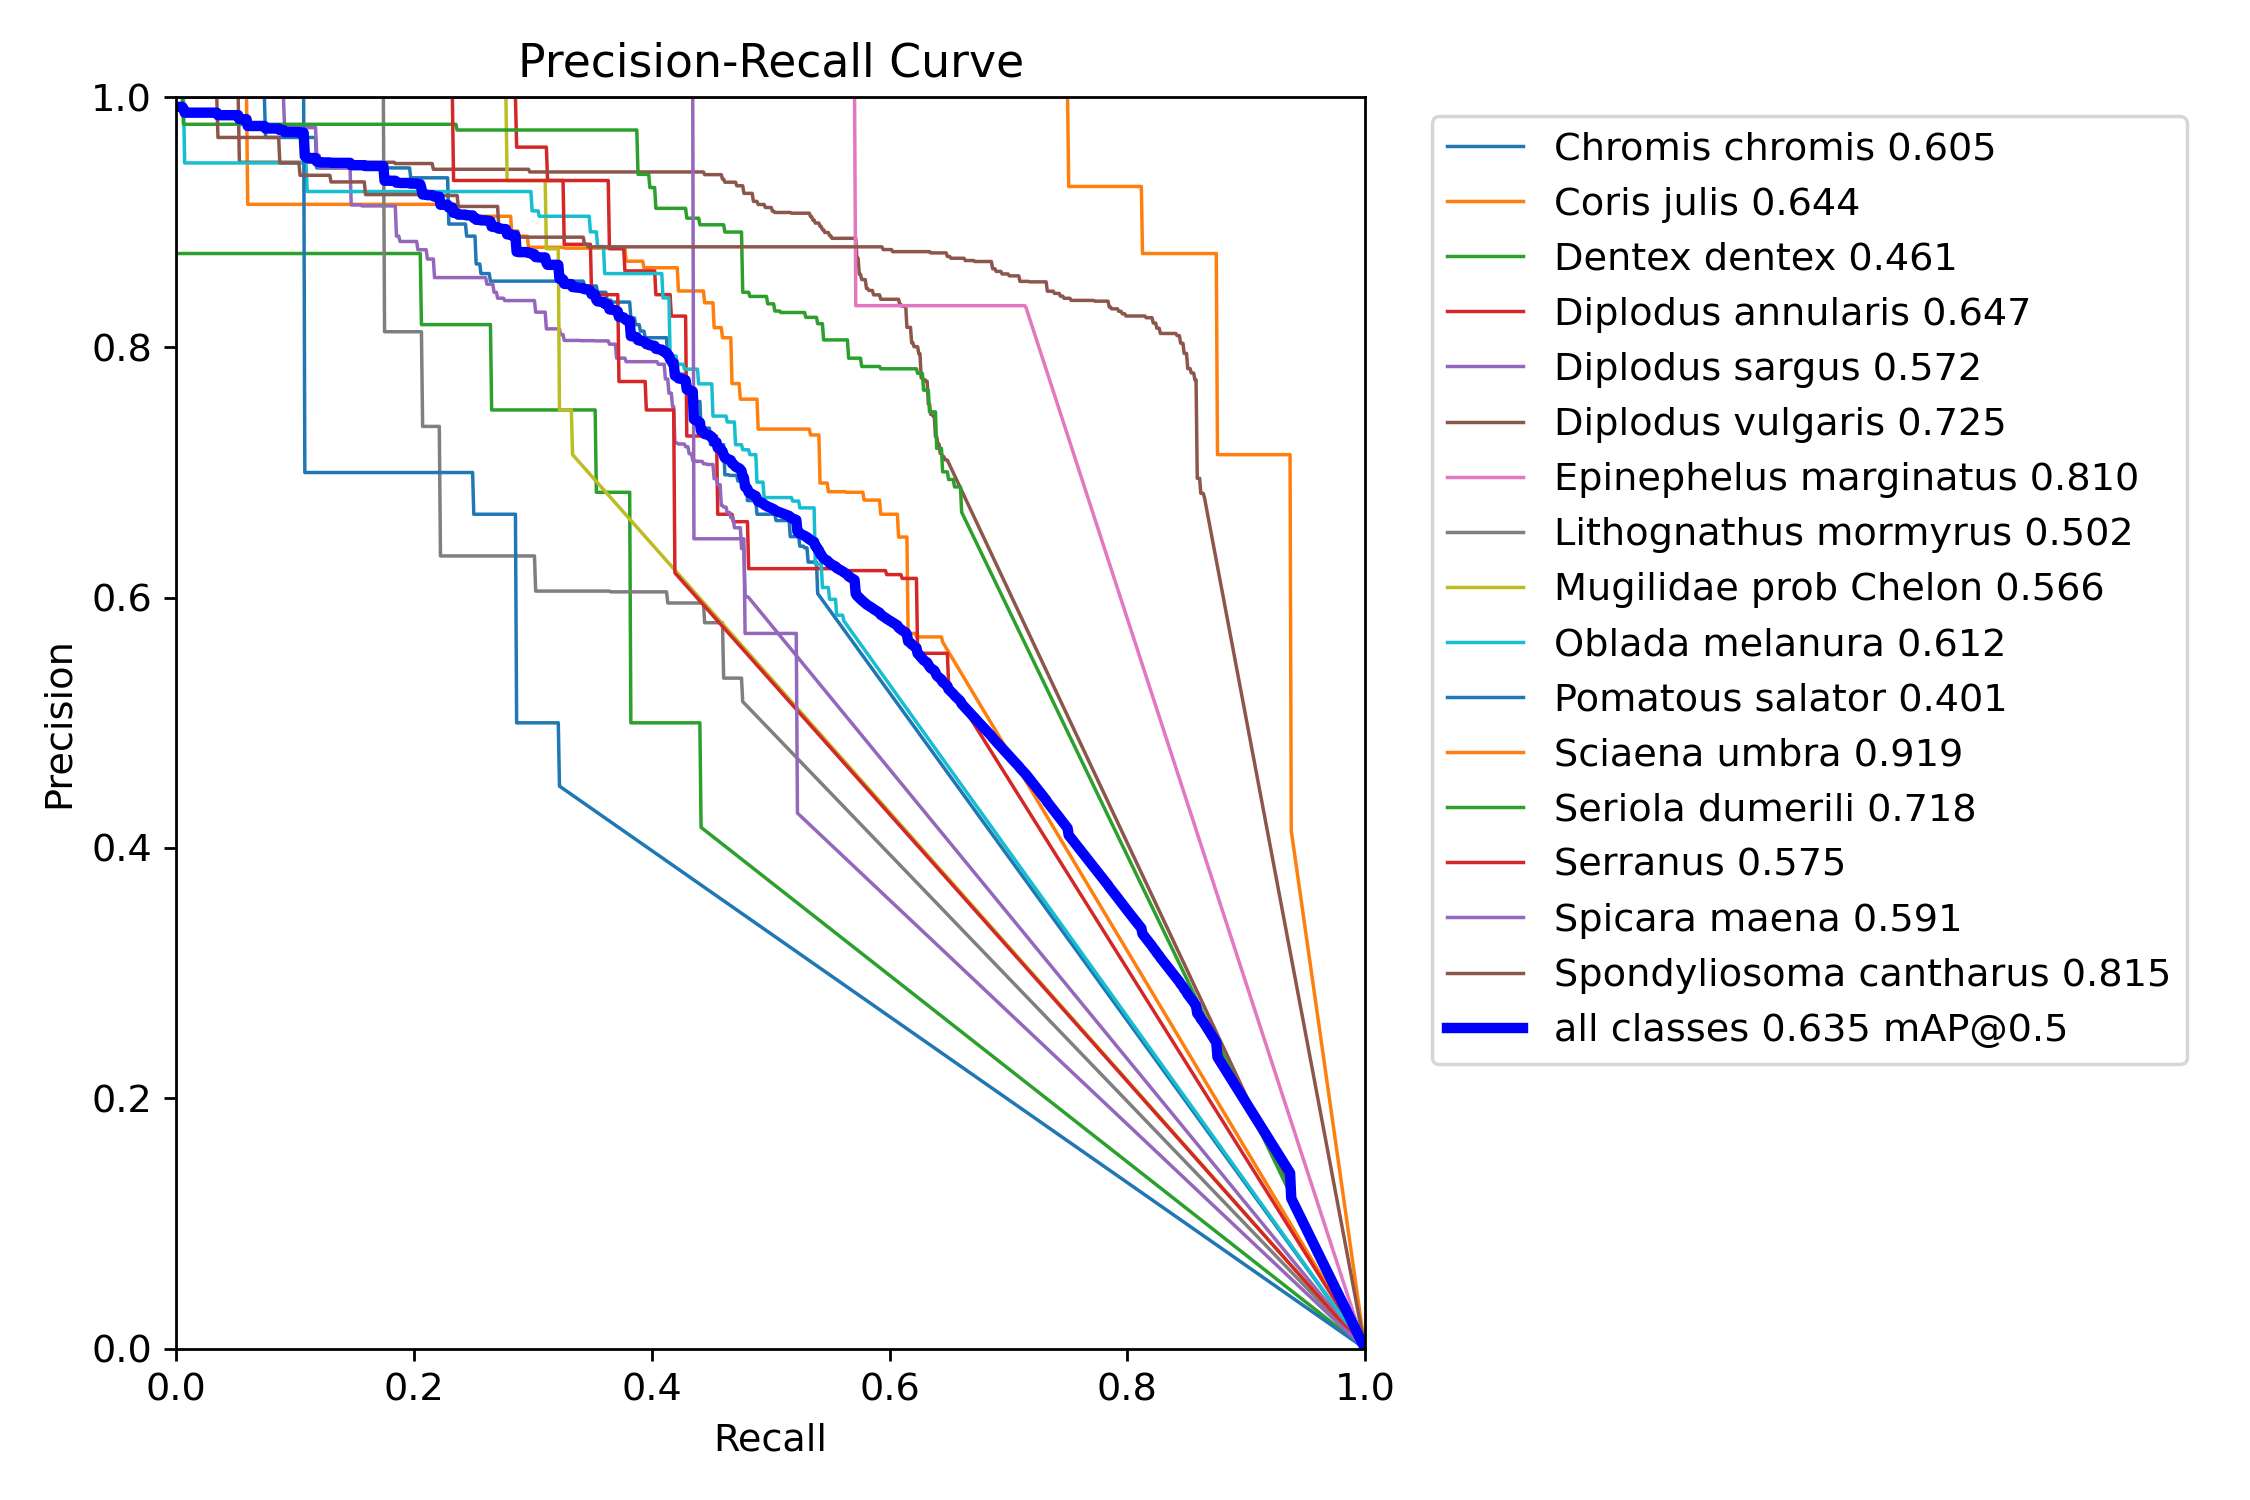 Precision-Recall Curve
1.0
0.8
0.6
0.4
0.2
0.0
Precision
0.0 0.2 0.4 0.6 0.8 1.0
Recall
Chromis chromis 0.605
Coris julis 0.644
Dentex dentex 0.461
Diplodus annularis 0.647
Diplodus sargus 0.572
Diplodus vulgaris 0.725
Epinephelus marginatus 0.810
Lithognathus mormyrus 0.502
Mugilidae prob Chelon 0.566
Oblada melanura 0.612
Pomatous salator 0.401
Sciaena umbra 0.919
Seriola dumerili 0.718
Serranus 0.575
Spicara maena 0.591
Spondyliosoma cantharus 0.815
all classes 0.635 mAP@0.5